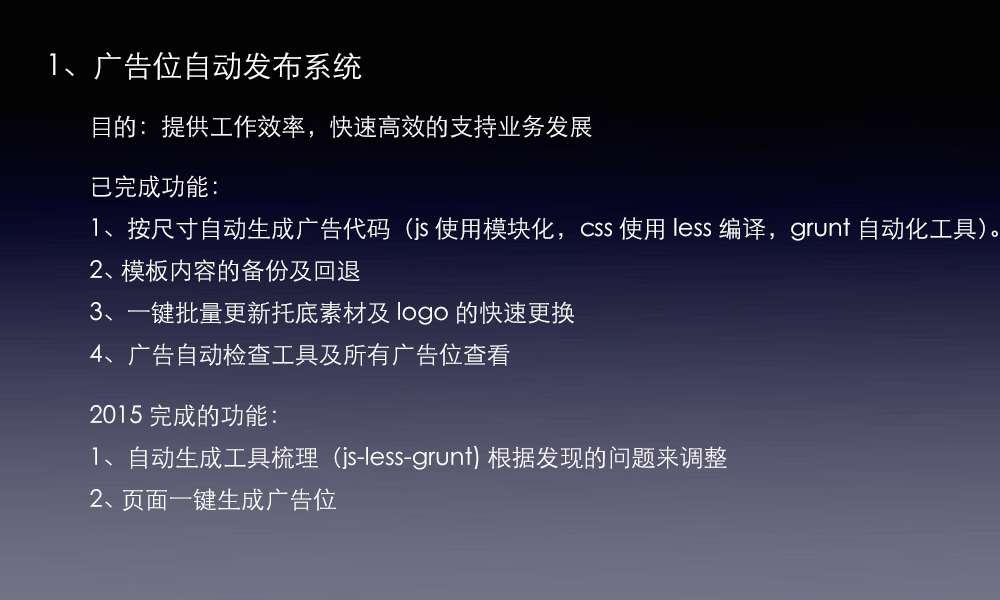 1、广告位自动发布系统
目的：提供工作效率，快速高效的支持业务发展
已完成功能：
1、按尺寸自动生成广告代码（js 使用模块化，css 使用 less 编译，grunt 自动化工具）。
2、模板内容的备份及回退
3、一键批量更新托底素材及 logo 的快速更换
4、广告自动检查工具及所有广告位查看
2015 完成的功能：
1、自动生成工具梳理（js-less-grunt) 根据发现的问题来调整
2、页面一键生成广告位